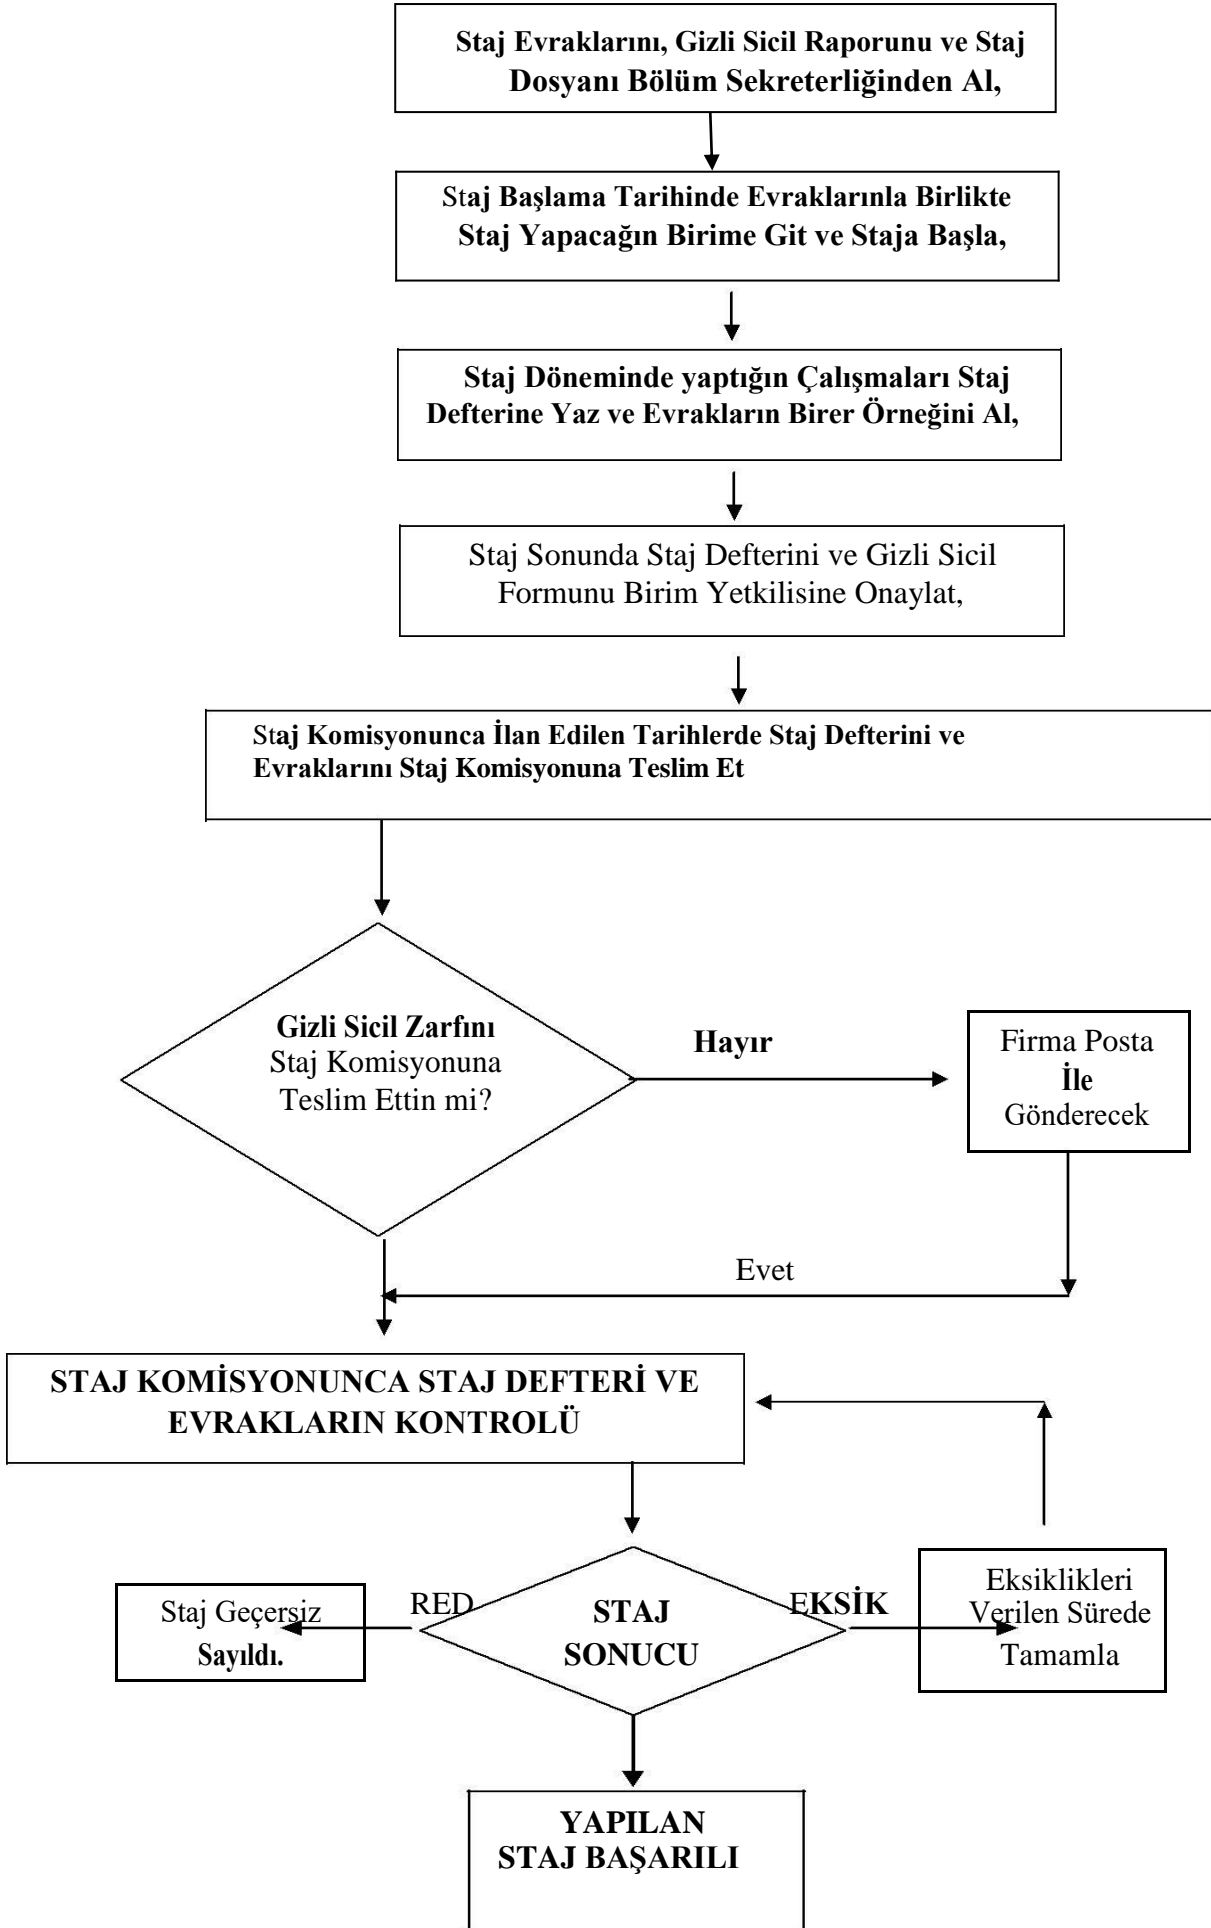 Staj Evraklarını, Gizli Sicil Raporunu ve Staj
Dosyanı Bölüm Sekreterliğinden Al,
Staj Başlama Tarihinde Evraklarınla Birlikte
Staj Yapacağın Birime Git ve Staja Başla,
Staj Döneminde yaptığın Çalışmaları Staj
Defterine Yaz ve Evrakların Birer Örneğini Al,
Staj Sonunda Staj Defterini ve Gizli Sicil
Formunu Birim Yetkilisine Onaylat,
Staj Komisyonunca İlan Edilen Tarihlerde Staj Defterini ve
Evraklarını Staj Komisyonuna Teslim Et
Gizli Sicil Zarfını
Staj Komisyonuna
Teslim Ettin mi?
Hayır
Firma Posta
İle
Gönderecek
Evet
STAJ KOMİSYONUNCA STAJ DEFTERİ VE
EVRAKLARIN KONTROLÜ
Staj Geçersiz
Sayıldı.
RED
STAJ
SONUCU
EKSİK
Eksiklikleri
Verilen Sürede
Tamamla
YAPILAN
STAJ BAŞARILI